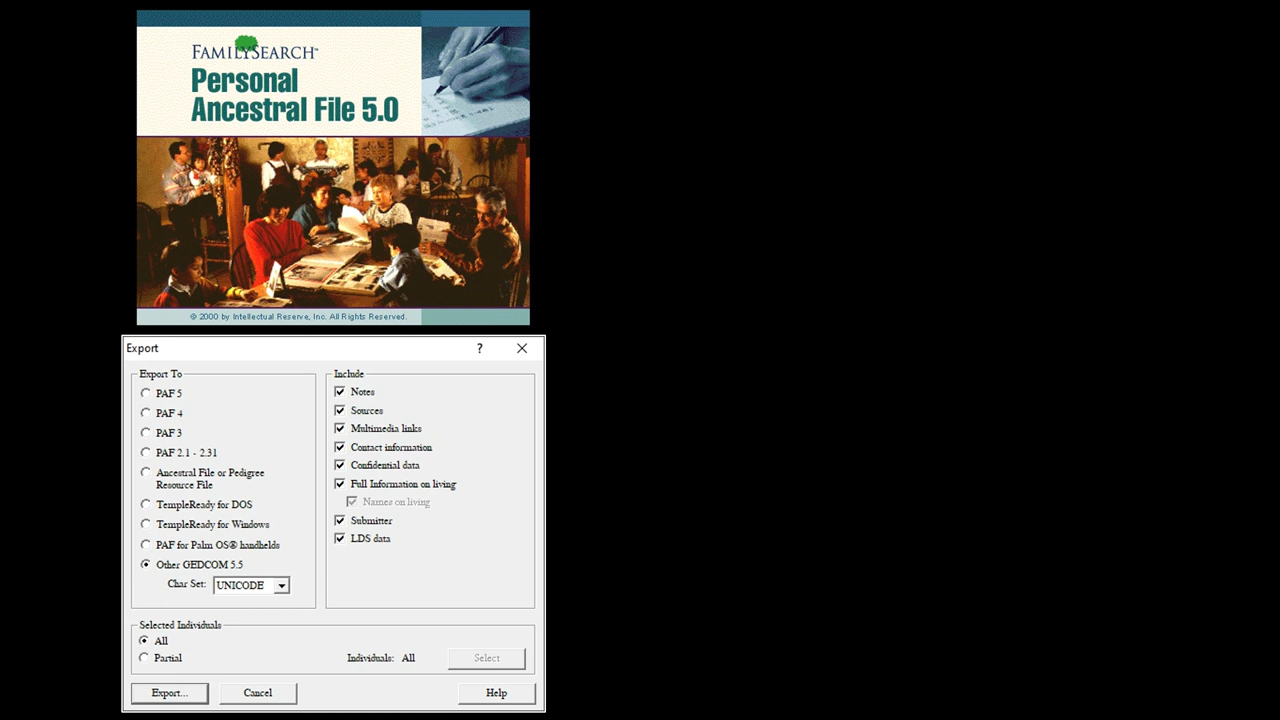 FAMILYSEARCH™
Personal
Ancestral File 5.0
© 2000 by Intellectual Reserve, Inc. All Rights Reserved.
Export
?
Export To
PAF 5
PAF 4
PAF 3
PAF 2.1 - 2.31
Ancestral File or Pedigree
Resource File
TempleReady for DOS
TempleReady for Windows
PAF for Palm OS® handhelds
Other GEDCOM 5.5
Char Set: UNICODE
Include
Notes
Sources
Multimedia links
Contact information
Confidential data
Full Information on living
Names on living
Submitter
LDS data
Selected Individuals
All
Partial
Individuals: All
Select
Export...
Cancel
Help